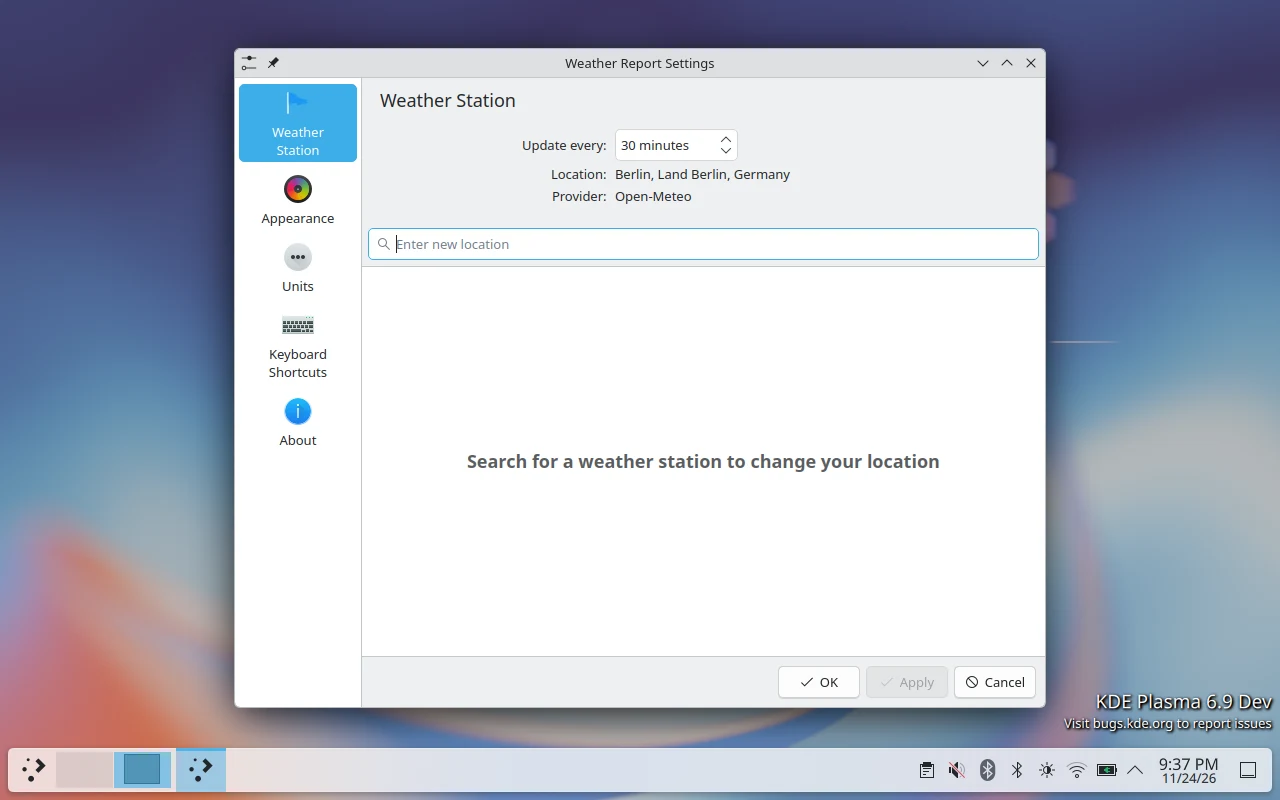 Weather Report Settings
Weather
Station
Appearance
Units
Keyboard
Shortcuts
About
Weather Station
Update every: 30 minutes
Location: Berlin, Land Berlin, Germany
Provider: Open-Meteo
Enter new location
Search for a weather station to change your location
OK
Apply
Cancel
KDE Plasma 6.9 Dev
Visit bugs.kde.org to report issues
9:37 PM
11/24/26